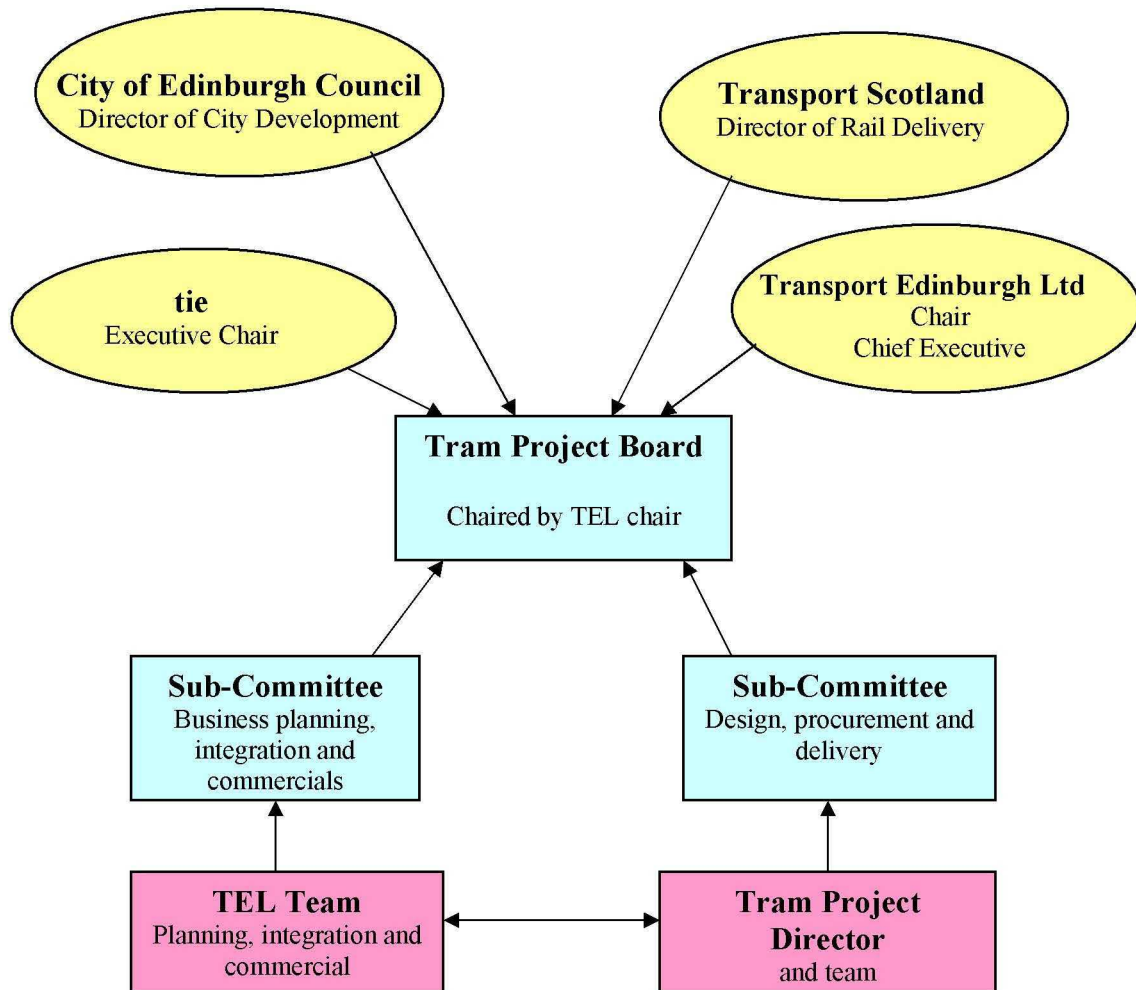 City of Edinburgh Council
Director of City Development
Transport Scotland
Director of Rail Delivery
tie
Executive Chair
Transport Edinburgh Ltd
Chair
Chief Executive
Tram Project Board
Chaired by TEL chair
Sub-Committee
Business planning,
integration and
commercials
Sub-Committee
Design, procurement and
delivery
TEL Team
Planning, integration and
commercial
Tram Project
Director
and team